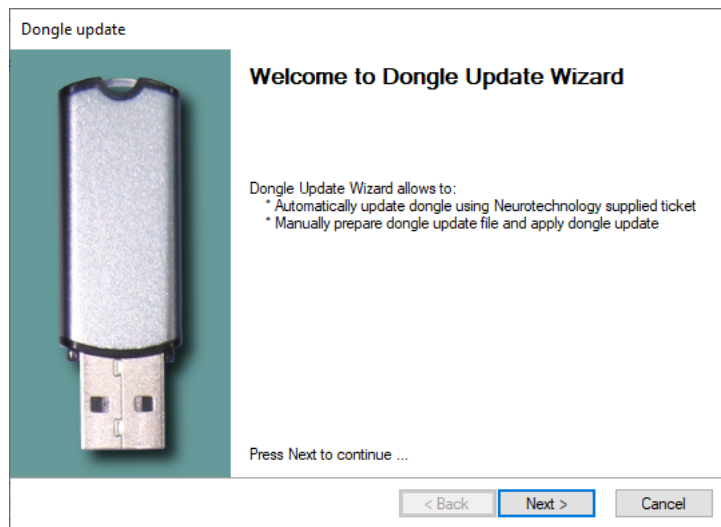 Dongle update
Welcome to Dongle Update Wizard
Dongle Update Wizard allows to:
* Automatically update dongle using Neurotechnology supplied ticket
* Manually prepare dongle update file and apply dongle update
Press Next to continue ...
< Back
Next >
Cancel